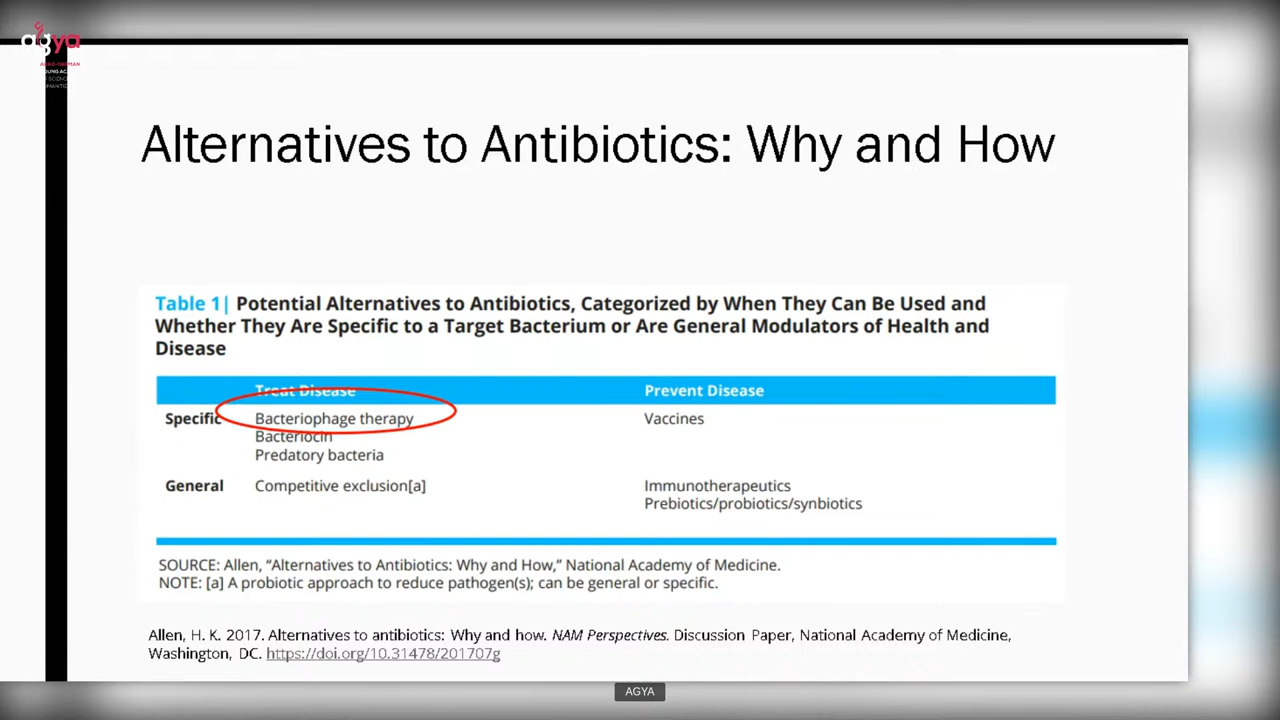 agya
ARAB-GERMAN
YOUNG ACA
Alternatives to Antibiotics: Why and How
Table 1| Potential Alternatives to Antibiotics, Categorized by When They Can Be Used and
Whether They Are Specific to a Target Bacterium or Are General Modulators of Health and
Disease
Treat Disease Prevent Disease
Specific Bacteriophage therapy Vaccines
Bacteriocin
Predatory bacteria
General Competitive exclusion[a] Immunotherapeutics
Prebiotics/probiotics/synbiotics
SOURCE: Allen, “Alternatives to Antibiotics: Why and How,” National Academy of Medicine.
NOTE: [a] A probiotic approach to reduce pathogen(s); can be general or specific.
Allen, H. K. 2017. Alternatives to antibiotics: Why and how. NAM Perspectives. Discussion Paper, National Academy of Medicine,
Washington, DC. https://doi.org/10.31478/201707g
AGYA